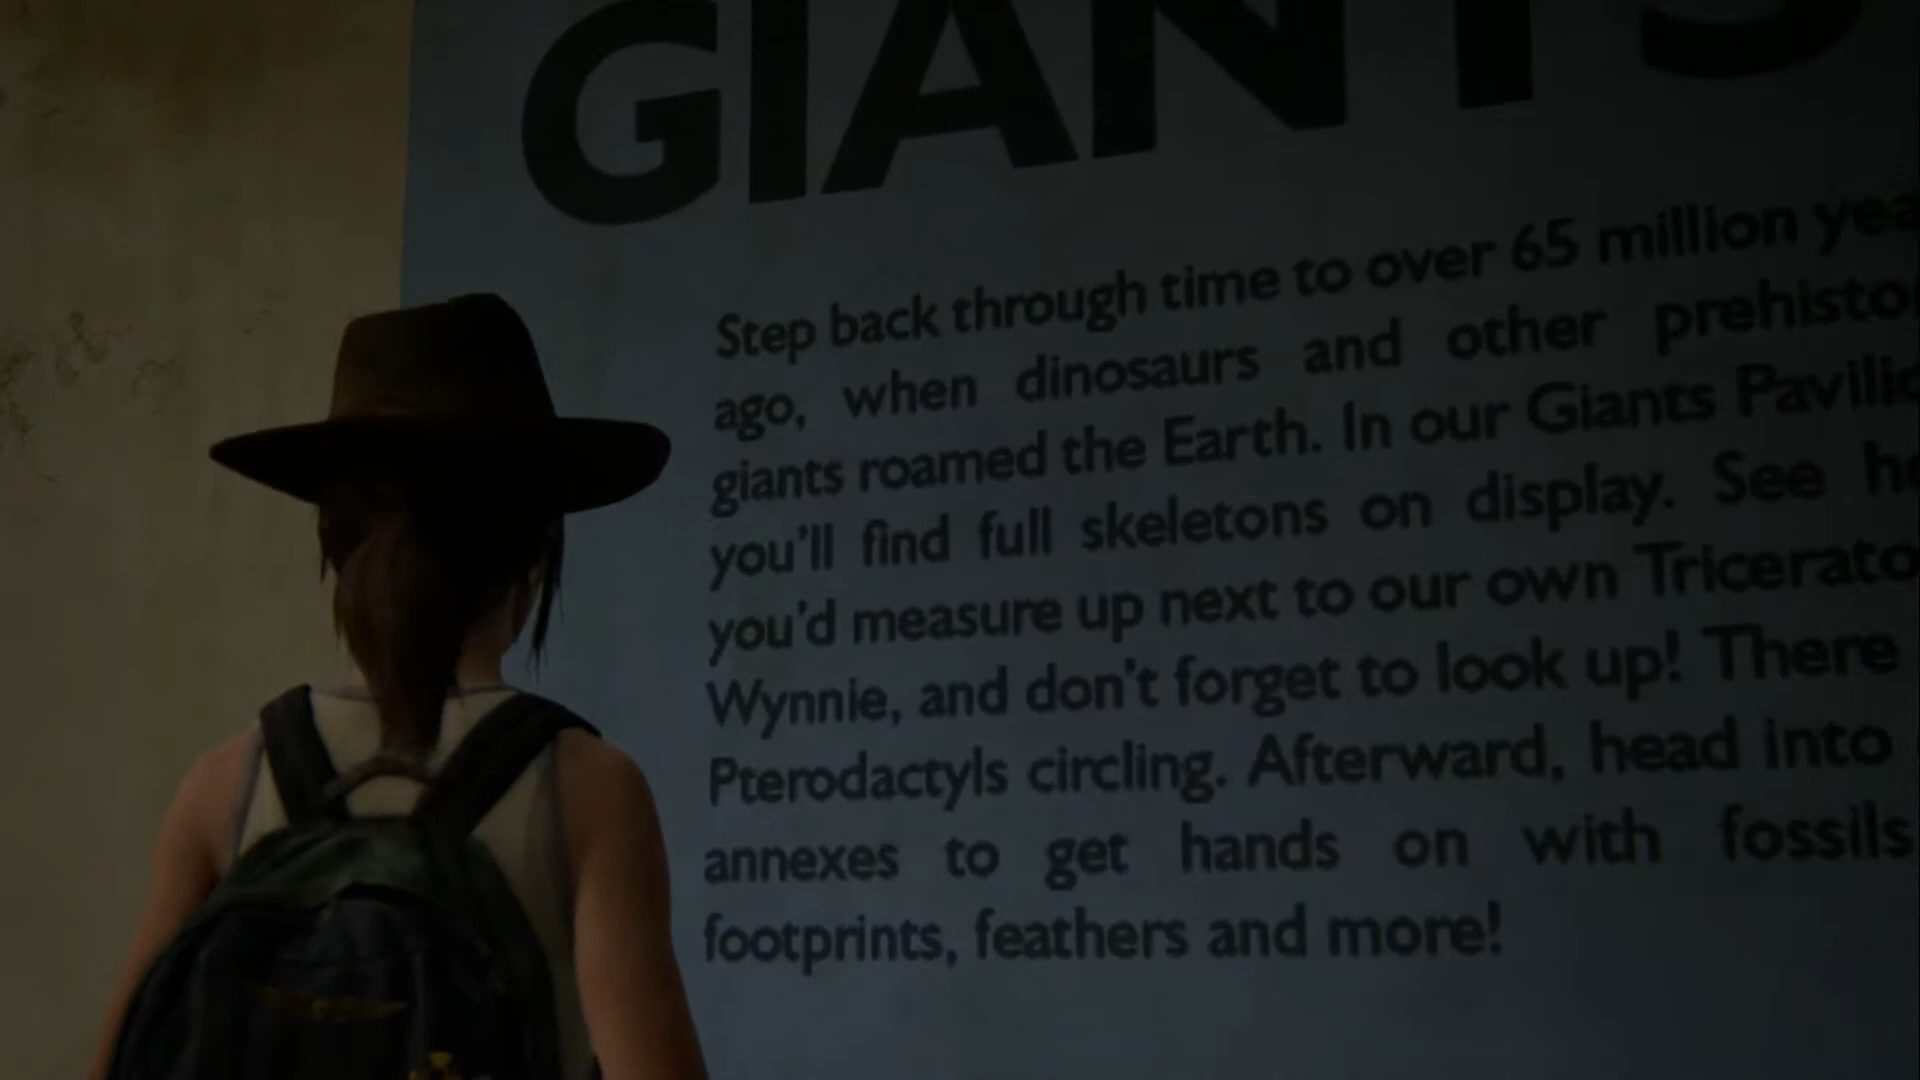 GIANTS
Step back through time to over 65 million
ago, when dinosaurs and other
giants roamed the Earth. In our Giants
you'll find full skeletons on display. See
you'd measure up next to our own
Wynnie, and don't forget to look up! There
Pterodactyls circling. Afterward, head into
annexes to get hands on with fossils
footprints, feathers and more!